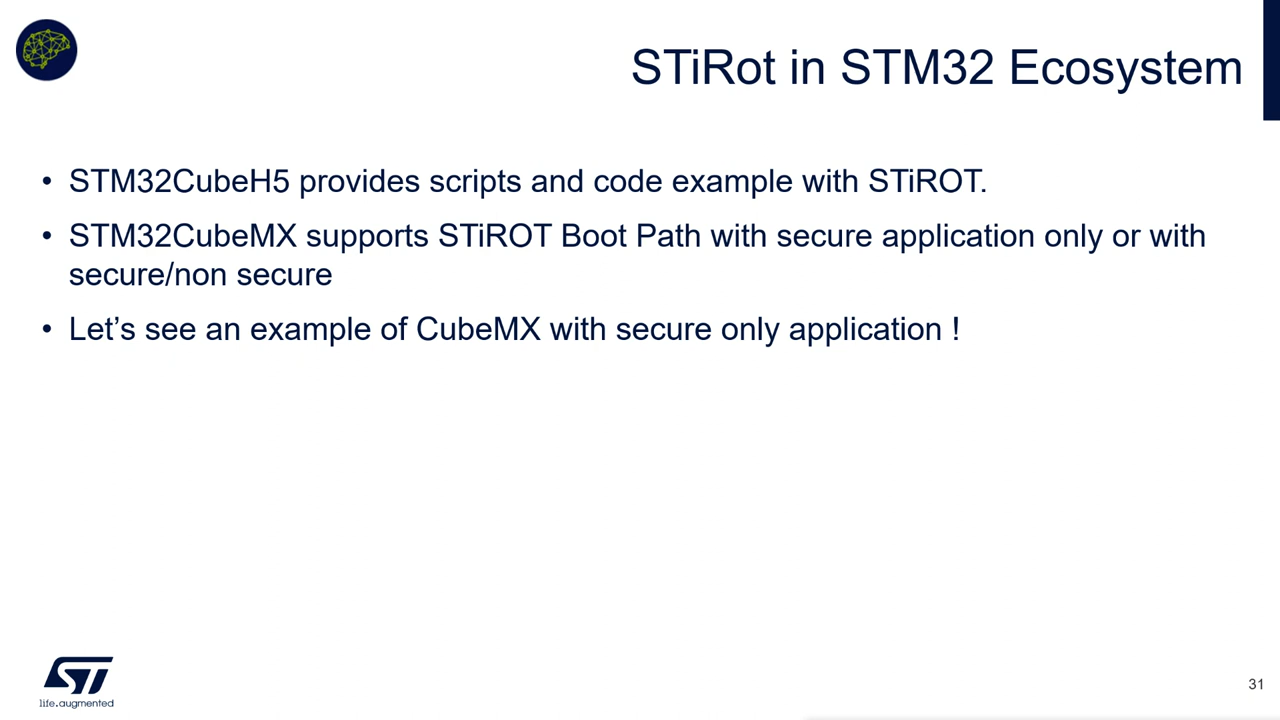 STiRot in STM32 Ecosystem
• STM32CubeH5 provides scripts and code example with STiROT.
• STM32CubeMX supports STiROT Boot Path with secure application only or with
secure/non secure
• Let’s see an example of CubeMX with secure only application !
ST
life.augmented
31